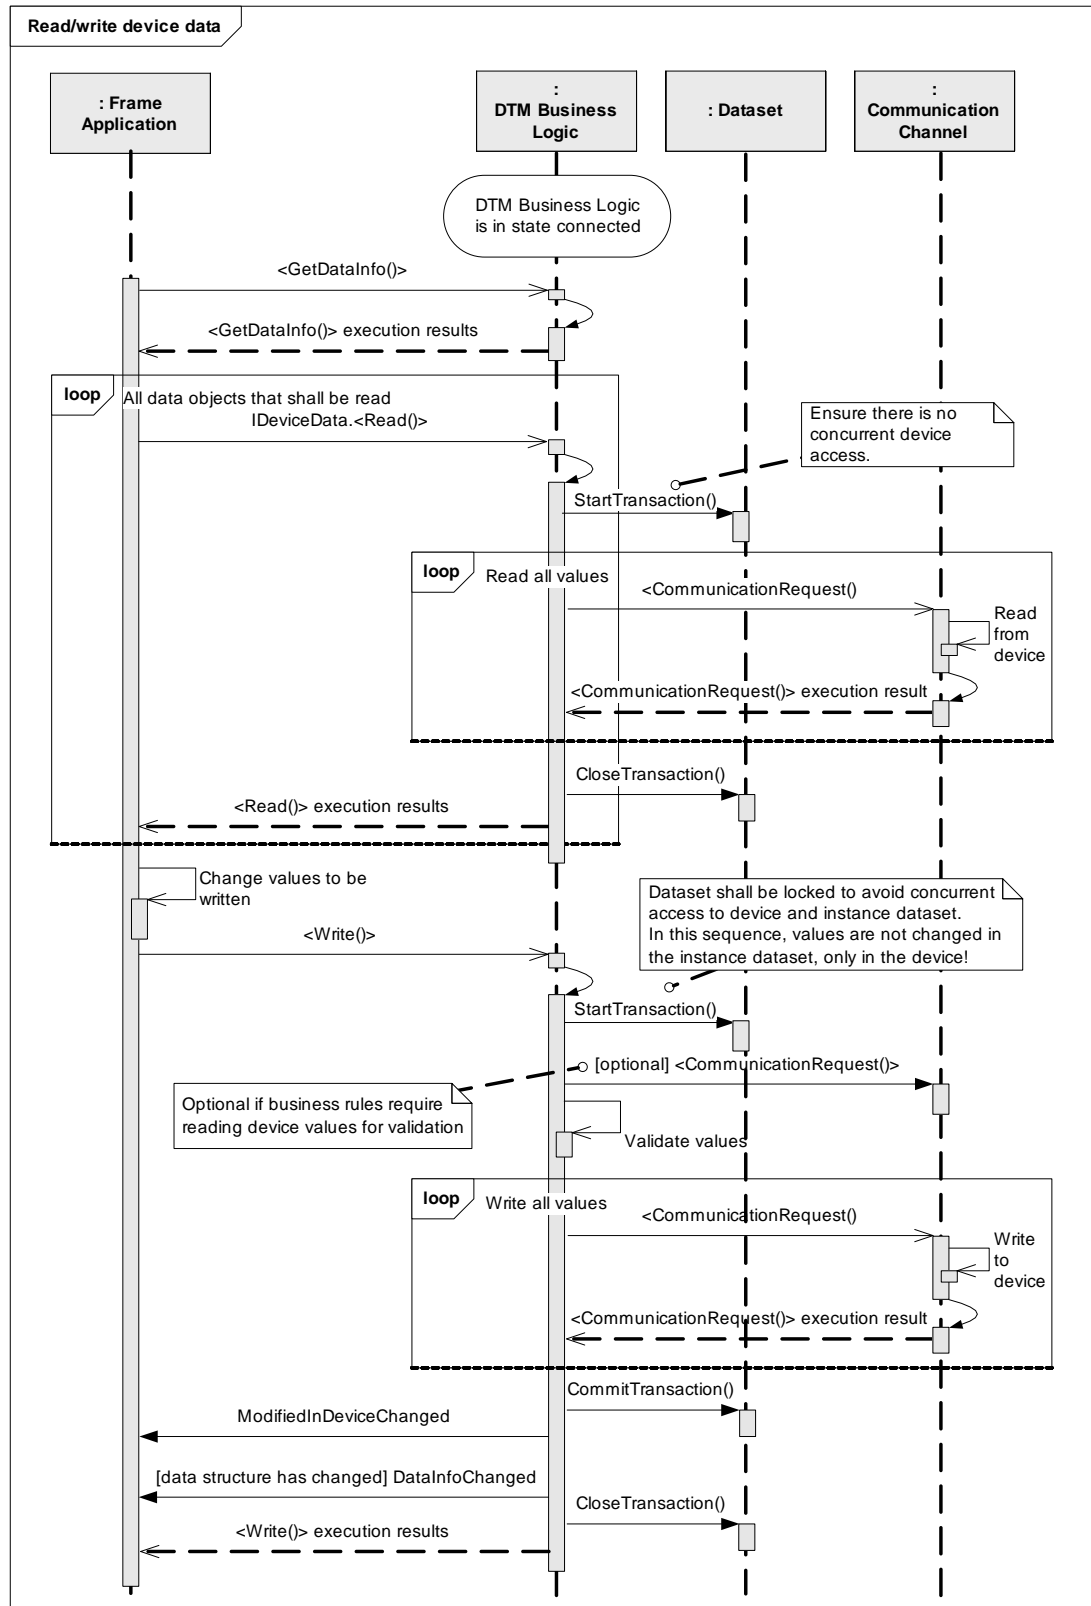 Read/write device data
: Frame
Application
:
DTM Business
Logic
: Dataset
:
Communication
Channel
DTM Business Logic
is in state connected
<GetDataInfo()>
<GetDataInfo()> execution results
loop
All data objects that shall be read
IDeviceData.<Read()>
Ensure there is no
concurrent device
access.
StartTransaction()
loop
Read all values
<CommunicationRequest()
Read
from
device
<CommunicationRequest()> execution result
CloseTransaction()
<Read()> execution results
Change values to be
written
Dataset shall be locked to avoid concurrent
access to device and instance dataset.
In this sequence, values are not changed in
the instance dataset, only in the device!
<Write()>
StartTransaction()
[optional] <CommunicationRequest()>
Optional if business rules require
reading device values for validation
Validate values
loop
Write all values
<CommunicationRequest()
Write
to
device
<CommunicationRequest()> execution result
CommitTransaction()
ModifiedInDeviceChanged
[data structure has changed] DataInfoChanged
CloseTransaction()
<Write()> execution results